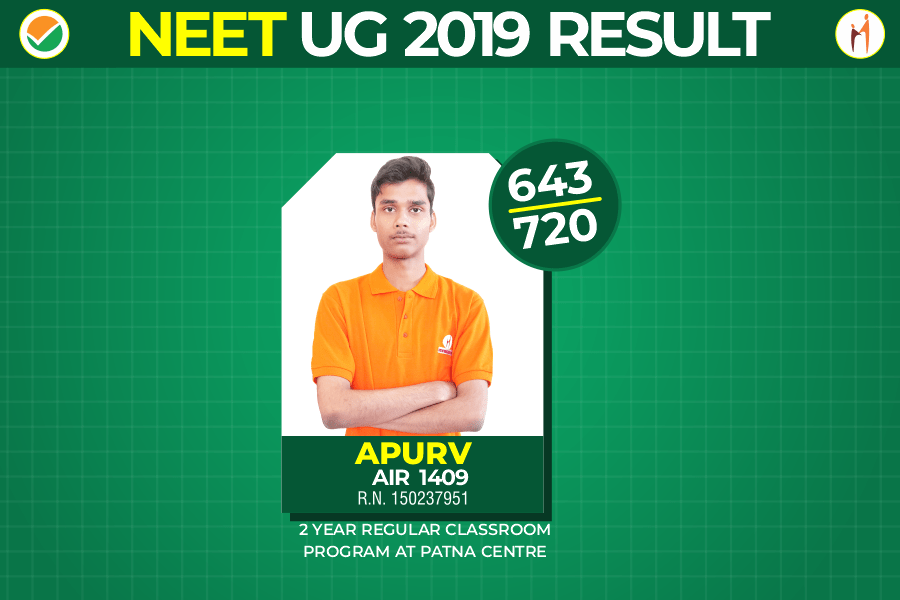 NEET UG 2019 RESULT
643
720
APURV
AIR 1409
R.N. 150237951
2 YEAR REGULAR CLASSROOM
PROGRAM AT PATNA CENTRE